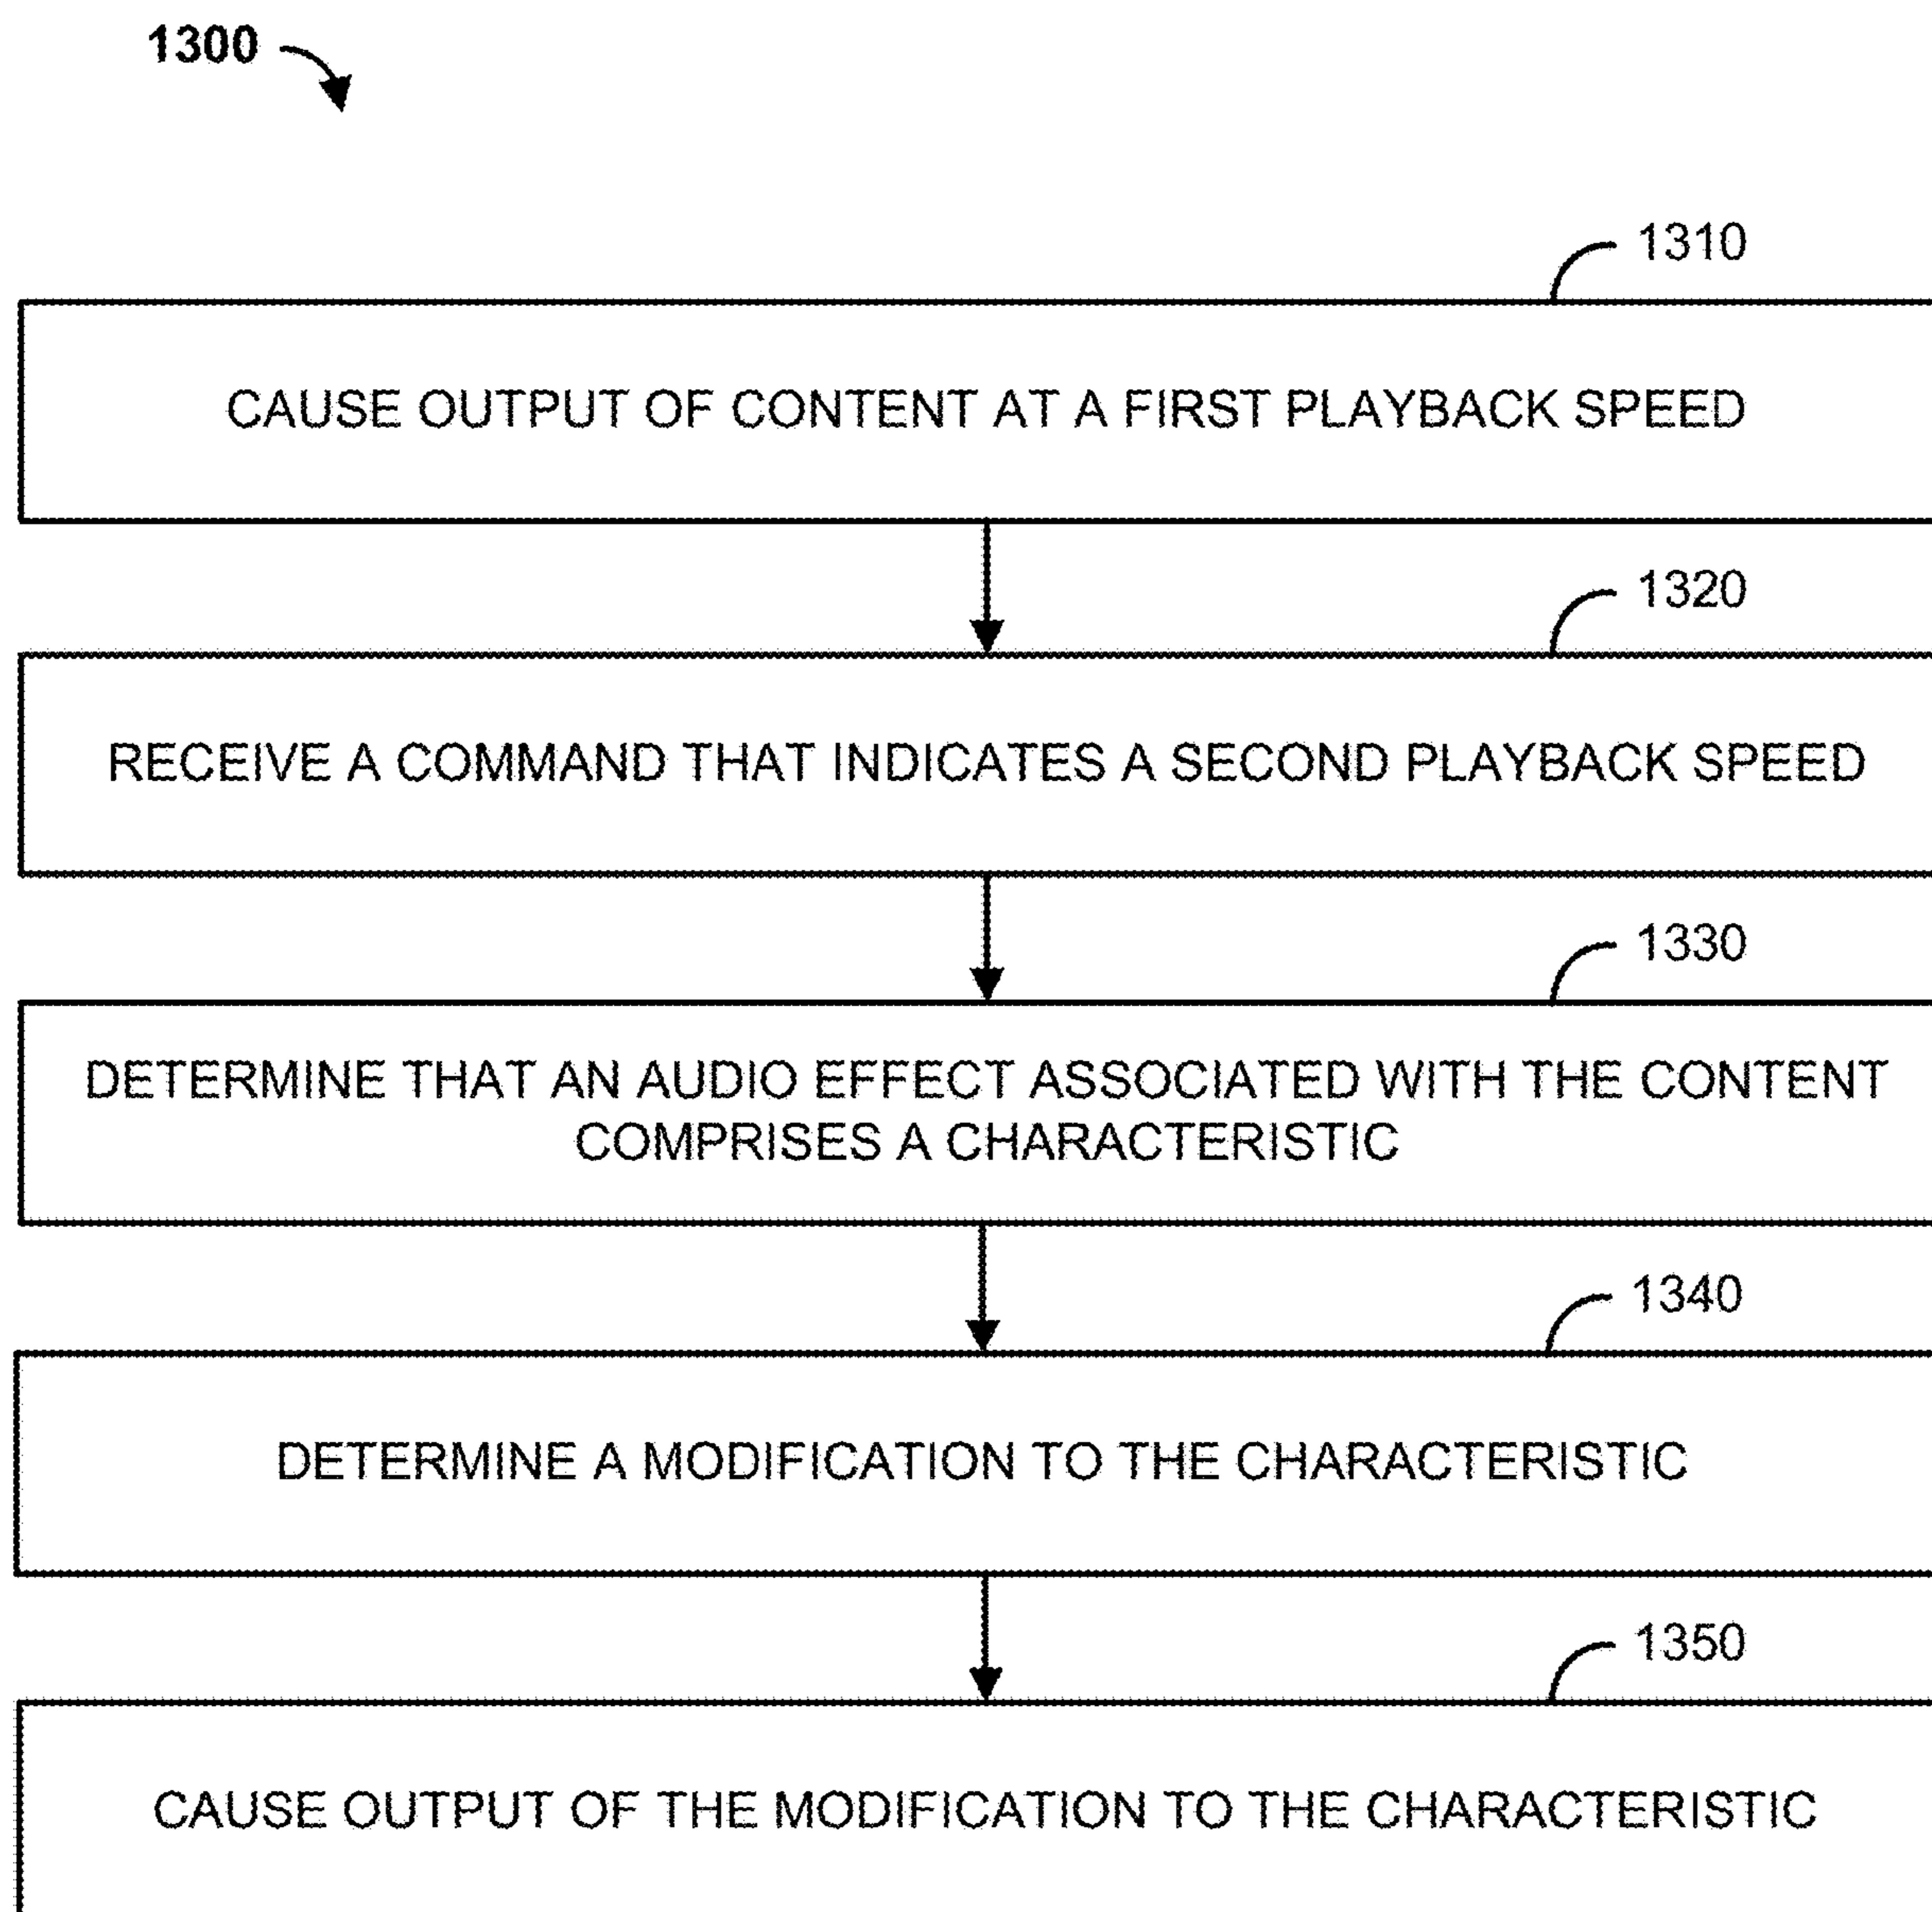 1300
1310
CAUSE OUTPUT OF CONTENT AT A FIRST PLAYBACK SPEED
1320
RECEIVE A COMMAND THAT INDICATES A SECOND PLAYBACK SPEED
1330
DETERMINE THAT AN AUDIO EFFECT ASSOCIATED WITH THE CONTENT
COMPRISES A CHARACTERISTIC
1340
DETERMINE A MODIFICATION TO THE CHARACTERISTIC
1350
CAUSE OUTPUT OF THE MODIFICATION TO THE CHARACTERISTIC